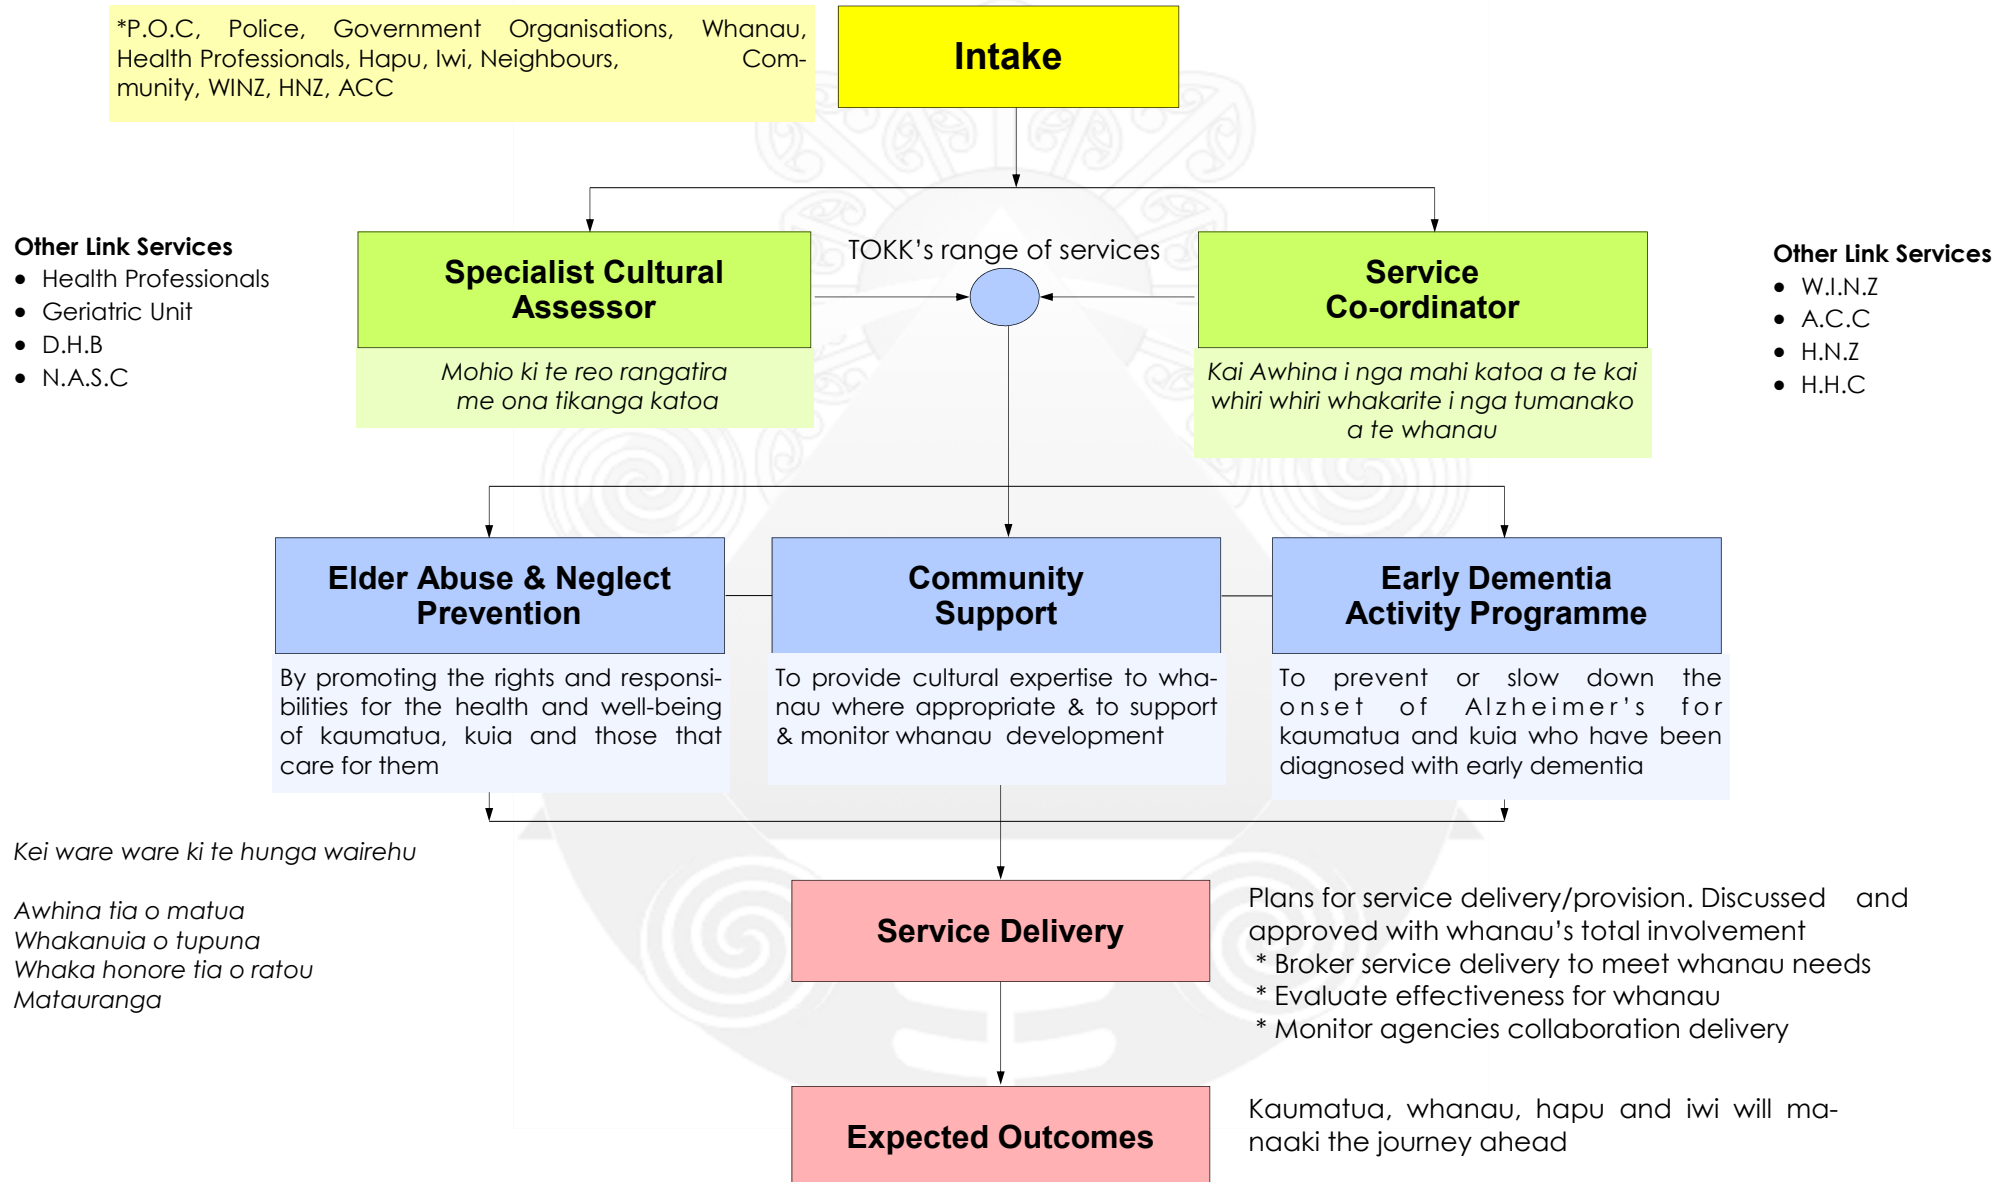 *P.O.C, Police, Government Organisations, Whanau,
Health Professionals, Hapu, Iwi, Neighbours, Com-
munity, WINZ, HNZ, ACC
Intake
Other Link Services
• Health Professionals
• Geriatric Unit
• D.H.B
• N.A.S.C
Specialist Cultural
Assessor
Mohio ki te reo rangatira
me ona tikanga katoa
TOKK's range of services
Service
Co-ordinator
Kai Awhina i nga mahi katoa a te kai
whiri whiri whakarite i nga tumanako
a te whanau
Other Link Services
• W.I.N.Z
• A.C.C
• H.N.Z
• H.H.C
Elder Abuse & Neglect
Prevention
By promoting the rights and responsi-
bilities for the health and well-being
of kaumatua, kuia and those that
care for them
Community
Support
To provide cultural expertise to wha-
nau where appropriate & to support
& monitor whanau development
Early Dementia
Activity Programme
To prevent or slow down the
onset of Alzheimer's for
kaumatua and kuia who have been
diagnosed with early dementia
Kei ware ware ki te hunga wairehu
Awhina tia o matua
Whakanuia o tupuna
Whaka honore tia o ratou
Matauranga
Service Delivery
Plans for service delivery/provision. Discussed and
approved with whanau's total involvement
* Broker service delivery to meet whanau needs
* Evaluate effectiveness for whanau
* Monitor agencies collaboration delivery
Expected Outcomes
Kaumatua, whanau, hapu and iwi will ma-
naaki the journey ahead